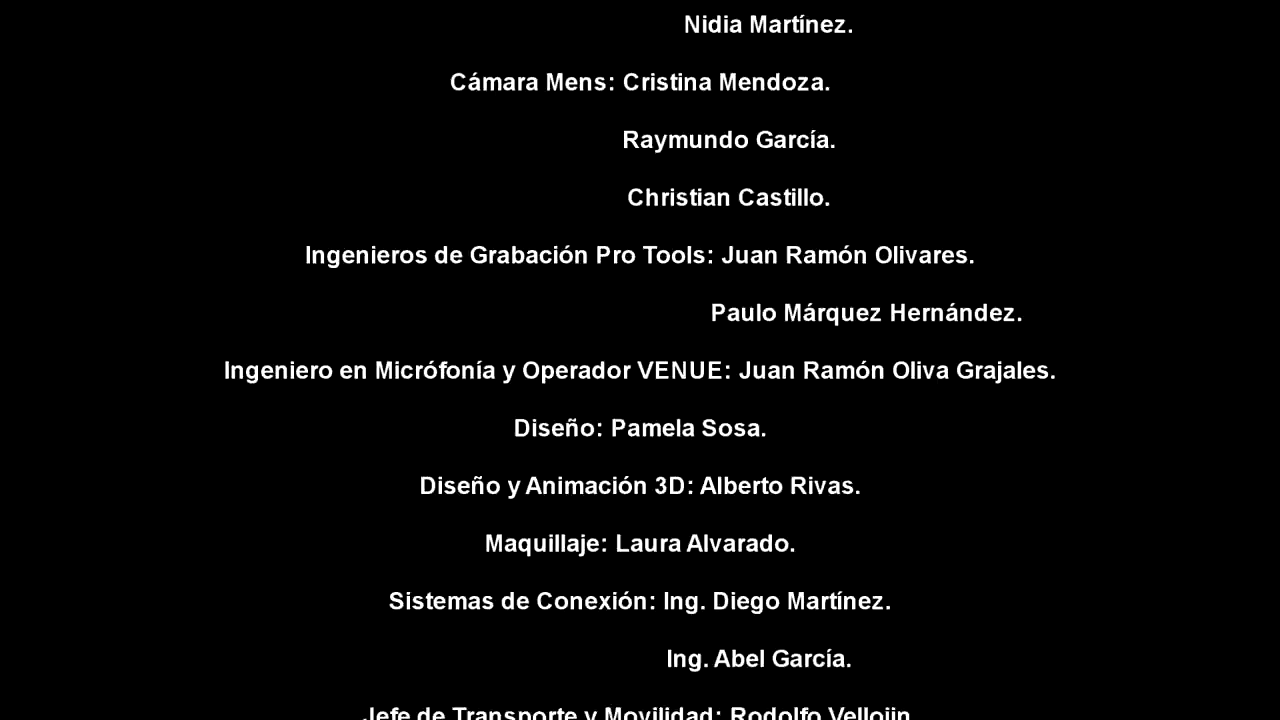 Nidia Martínez.
Cámara Mens: Cristina Mendoza.
Raymundo García.
Christian Castillo.
Ingenieros de Grabación Pro Tools: Juan Ramón Olivares.
Paulo Márquez Hernández.
Ingeniero en Micrófonía y Operador VENUE: Juan Ramón Oliva Grajales.
Diseño: Pamela Sosa.
Diseño y Animación 3D: Alberto Rivas.
Maquillaje: Laura Alvarado.
Sistemas de Conexión: Ing. Diego Martínez.
Ing. Abel García.
Jefe de Transporte y Movilidad: Rodolfo